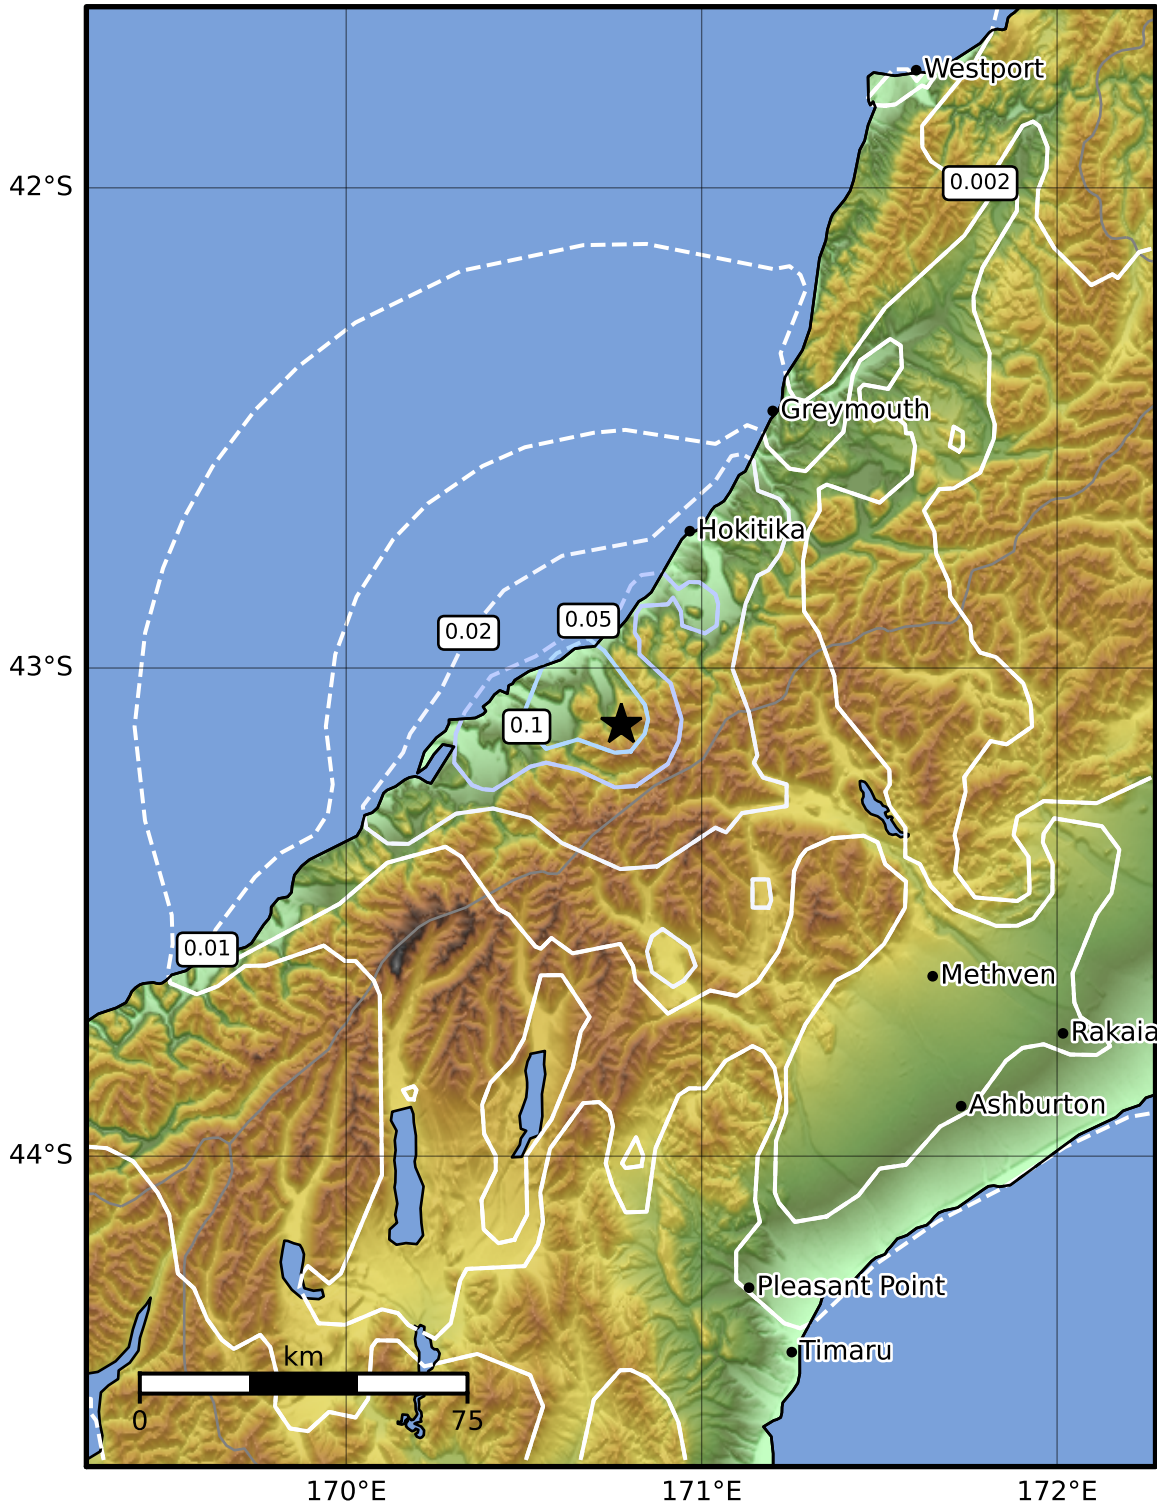 Westport
42°S
0.002
Greymouth
Hokitika
0.05
0.02
43°S
0.1
0.01
Methven
Rakaia
Ashburton
44°S
Pleasant Point
Timaru
km
0
75
170°E
171°E
172°E